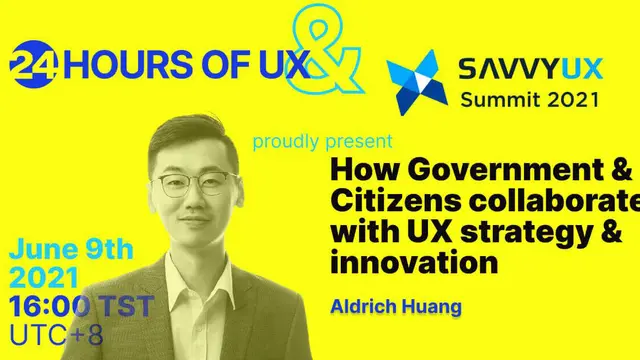 24 HOURS OF UX &
SAVVYUX
Summit 2021
proudly present
How Government &
Citizens collaborate
with UX strategy &
innovation
Aldrich Huang
June 9th
2021
16:00 TST
UTC+8